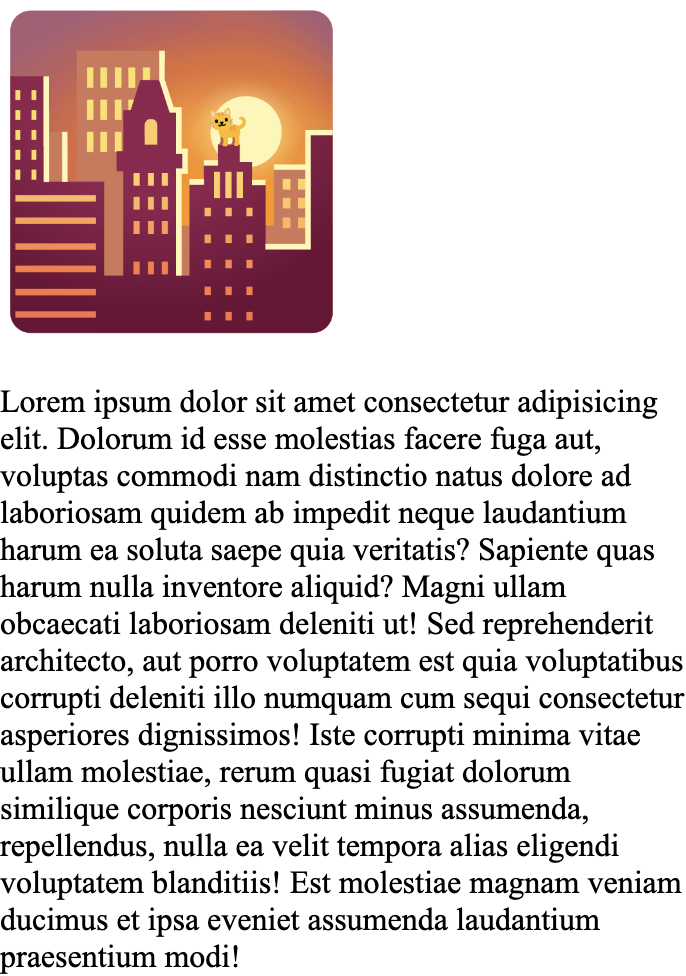 Lorem ipsum dolor sit amet consectetur adipisicing
elit. Dolorum id esse molestias facere fuga aut,
voluptas commodi nam distinctio natus dolore ad
laboriosam quidem ab impedit neque laudantium
harum ea soluta saepe quia veritatis? Sapiente quas
harum nulla inventore aliquid? Magni ullam
obcaecati laboriosam deleniti ut! Sed reprehenderit
architecto, aut porro voluptatem est quia voluptatibus
corrupti deleniti illo numquam cum sequi consectetur
asperiores dignissimos! Iste corrupti minima vitae
ullam molestiae, rerum quasi fugiat dolorum
similique corporis nesciunt minus assumenda,
repellendus, nulla ea velit tempora alias eligendi
voluptatem blanditiis! Est molestiae magnam veniam
ducimus et ipsa eveniet assumenda laudantium
praesentium modi!